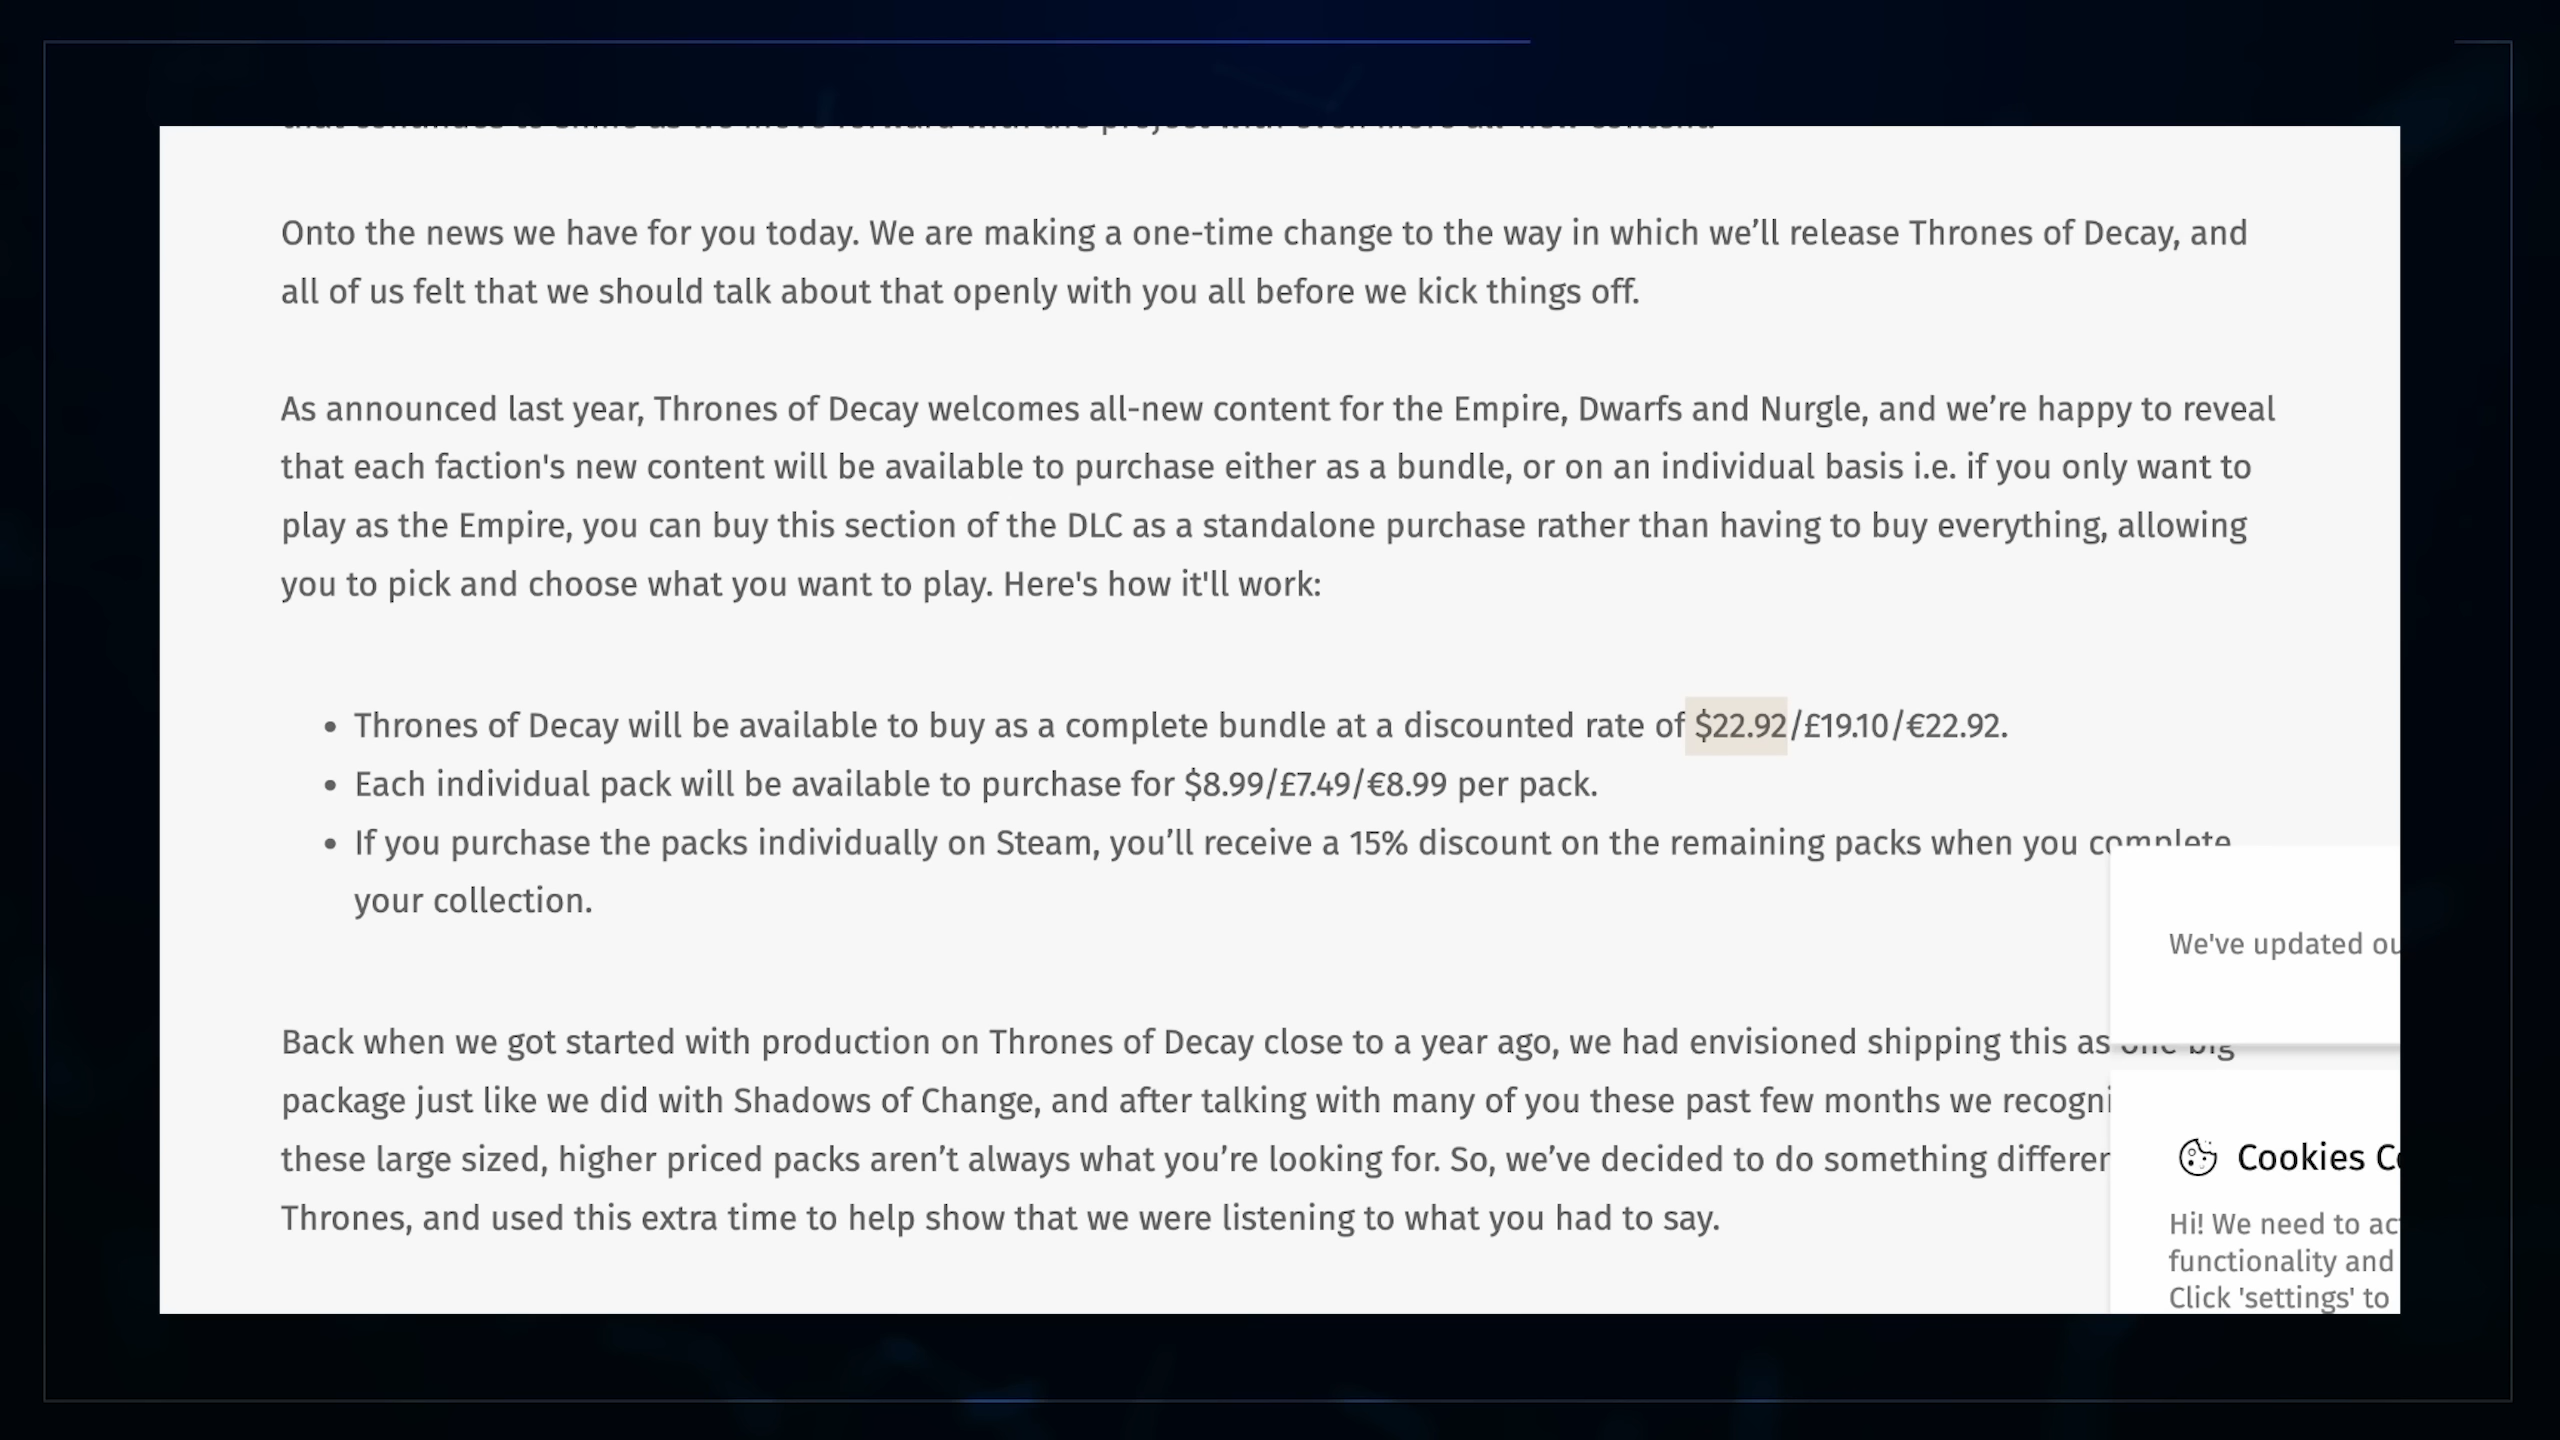 Onto the news we have for you today. We are making a one-time change to the way in which we’ll release Thrones of Decay, and
all of us felt that we should talk about that openly with you all before we kick things off.
As announced last year, Thrones of Decay welcomes all-new content for the Empire, Dwarfs and Nurgle, and we’re happy to reveal
that each faction's new content will be available to purchase either as a bundle, or on an individual basis i.e. if you only want to
play as the Empire, you can buy this section of the DLC as a standalone purchase rather than having to buy everything, allowing
you to pick and choose what you want to play. Here's how it'll work:
• Thrones of Decay will be available to buy as a complete bundle at a discounted rate of $22.92/£19.10/€22.92.
• Each individual pack will be available to purchase for $8.99/£7.49/€8.99 per pack.
• If you purchase the packs individually on Steam, you’ll receive a 15% discount on the remaining packs when you complete
your collection.
We've updated ou
Back when we got started with production on Thrones of Decay close to a year ago, we had envisioned shipping this as one big
package just like we did with Shadows of Change, and after talking with many of you these past few months we recogni
these large sized, higher priced packs aren’t always what you’re looking for. So, we’ve decided to do something differen
Thrones, and used this extra time to help show that we were listening to what you had to say.
Cookies Co
Hi! We need to ac
functionality and
Click 'settings' to